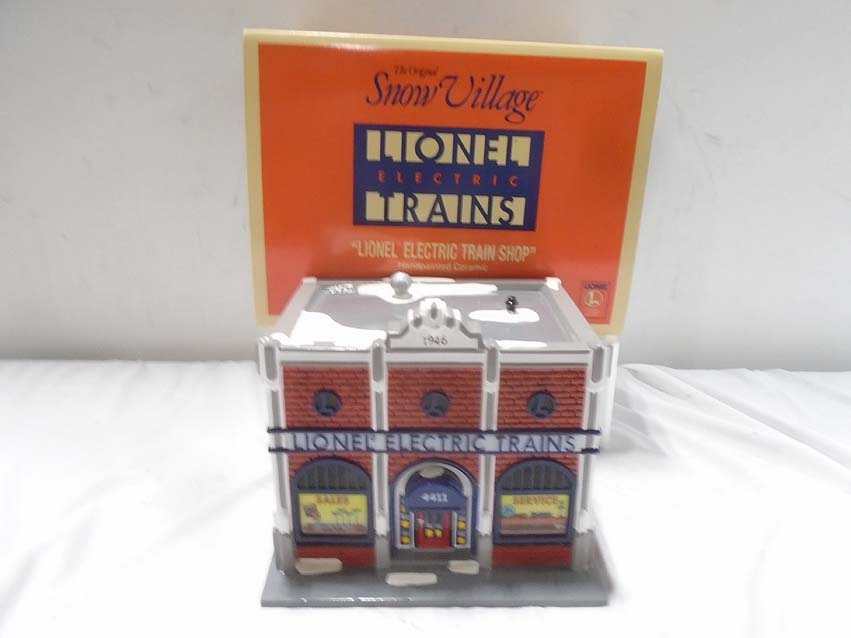 The Original
Snow Village
LIONEL
ELECTRIC
TRAINS
"LIONEL® ELECTRIC TRAIN SHOP"
Handpainted Ceramic
LIONEL
L
1946
LIONEL® ELECTRIC TRAINS
4411
SALES
SERVICE